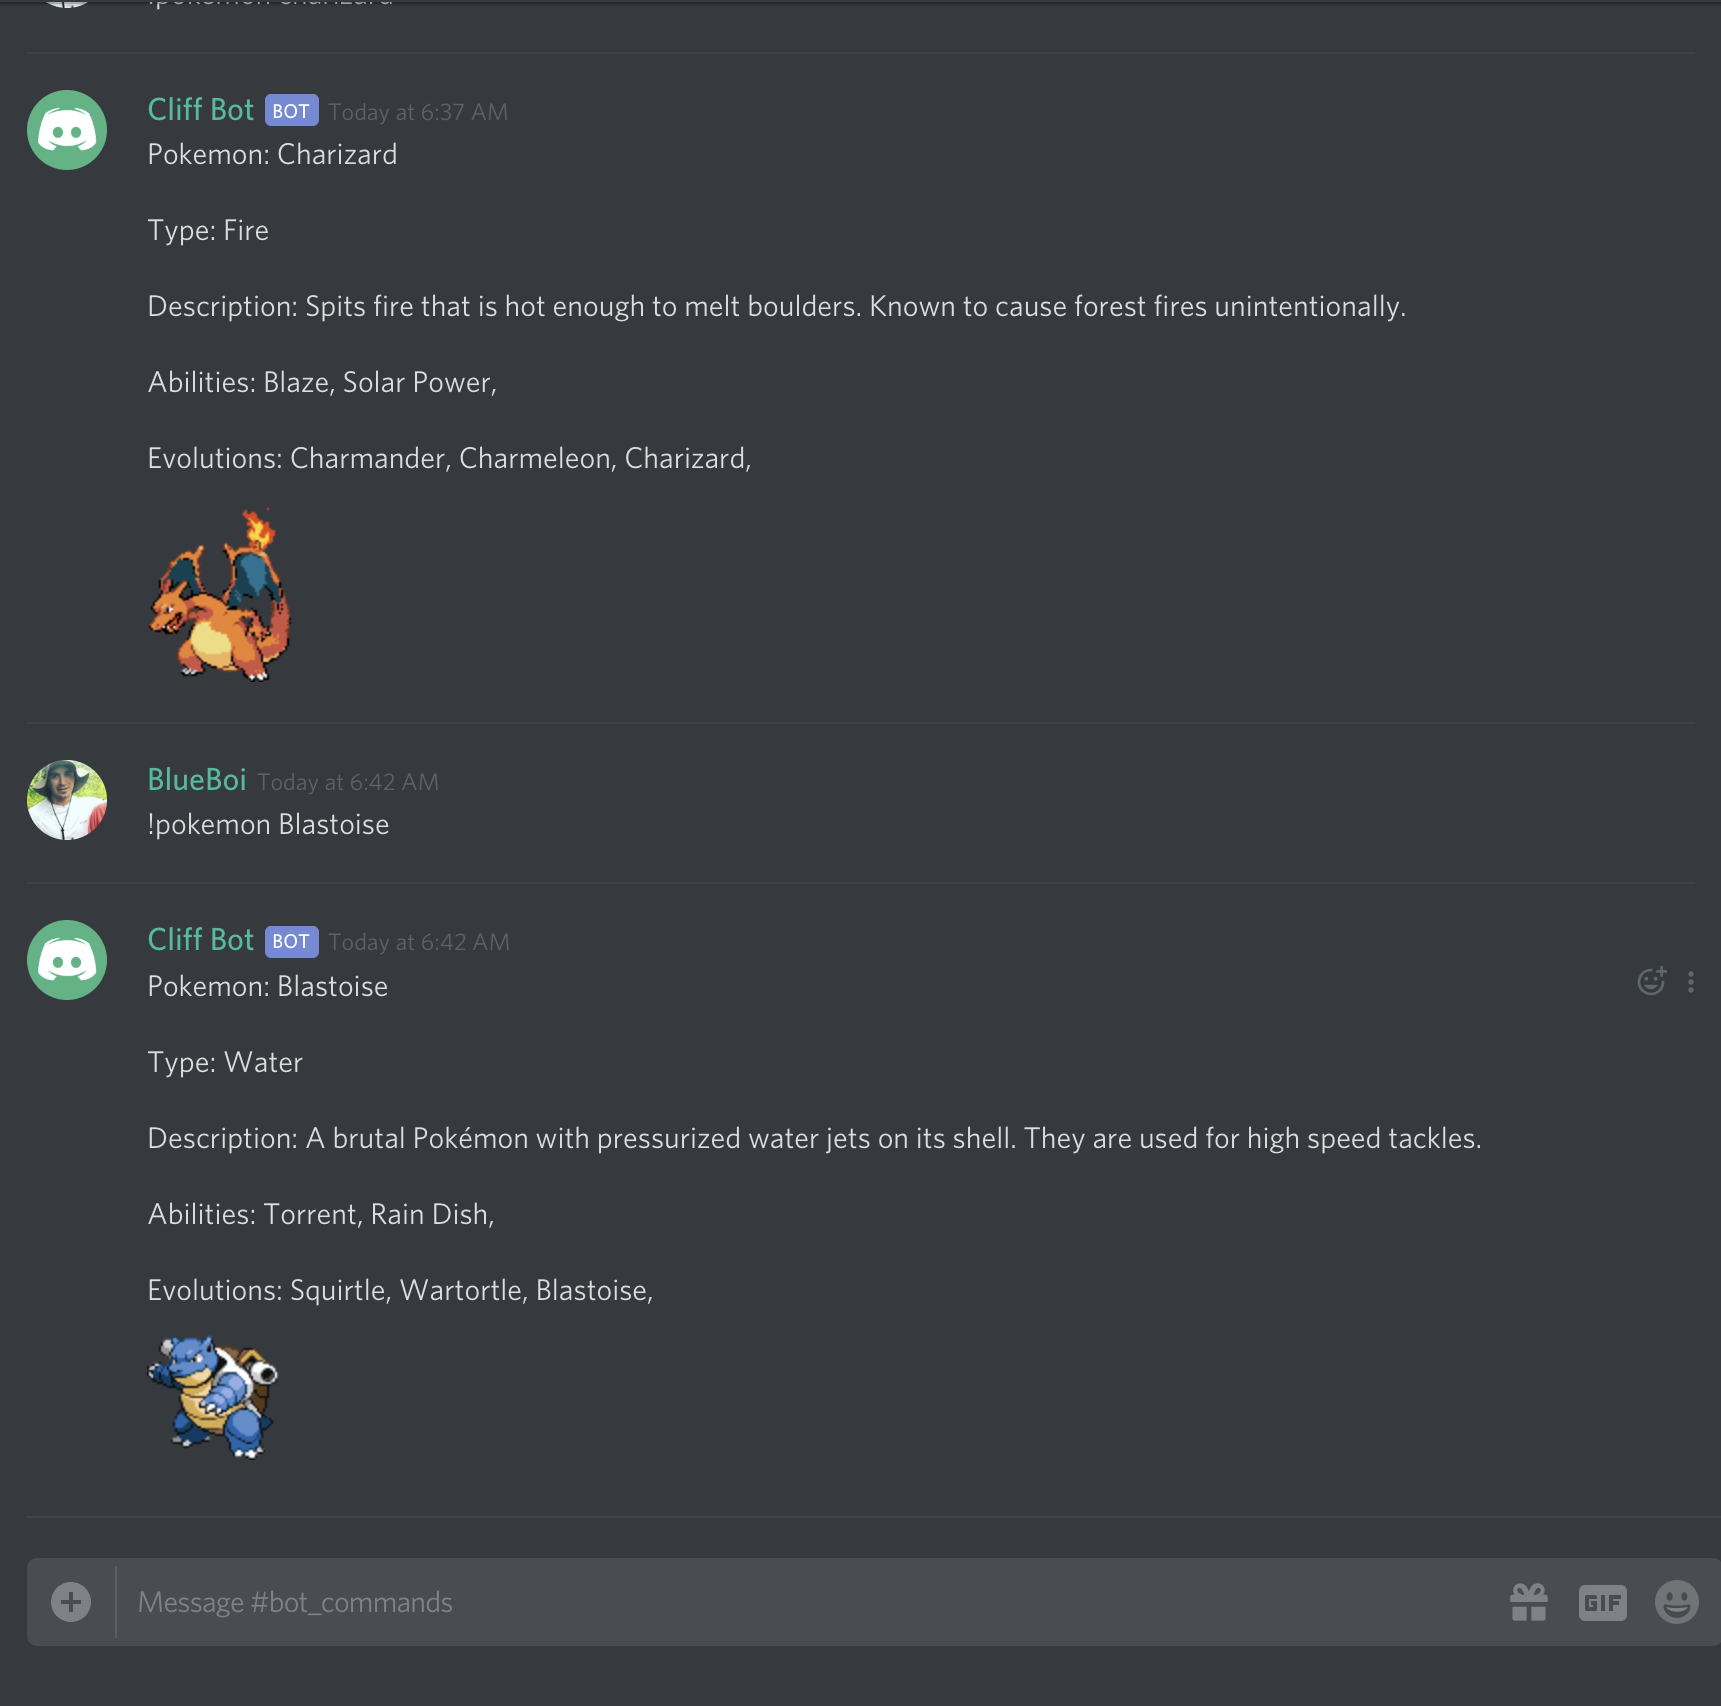 Cliff Bot BOT Today at 6:37 AM
Pokemon: Charizard
Type: Fire
Description: Spits fire that is hot enough to melt boulders. Known to cause forest fires unintentionally.
Abilities: Blaze, Solar Power,
Evolutions: Charmander, Charmeleon, Charizard,
BlueBoi Today at 6:42 AM
!pokemon Blastoise
Cliff Bot BOT Today at 6:42 AM
Pokemon: Blastoise
Type: Water
Description: A brutal Pokémon with pressurized water jets on its shell. They are used for high speed tackles.
Abilities: Torrent, Rain Dish,
Evolutions: Squirtle, Wartortle, Blastoise,
Message #bot_commands
GIF